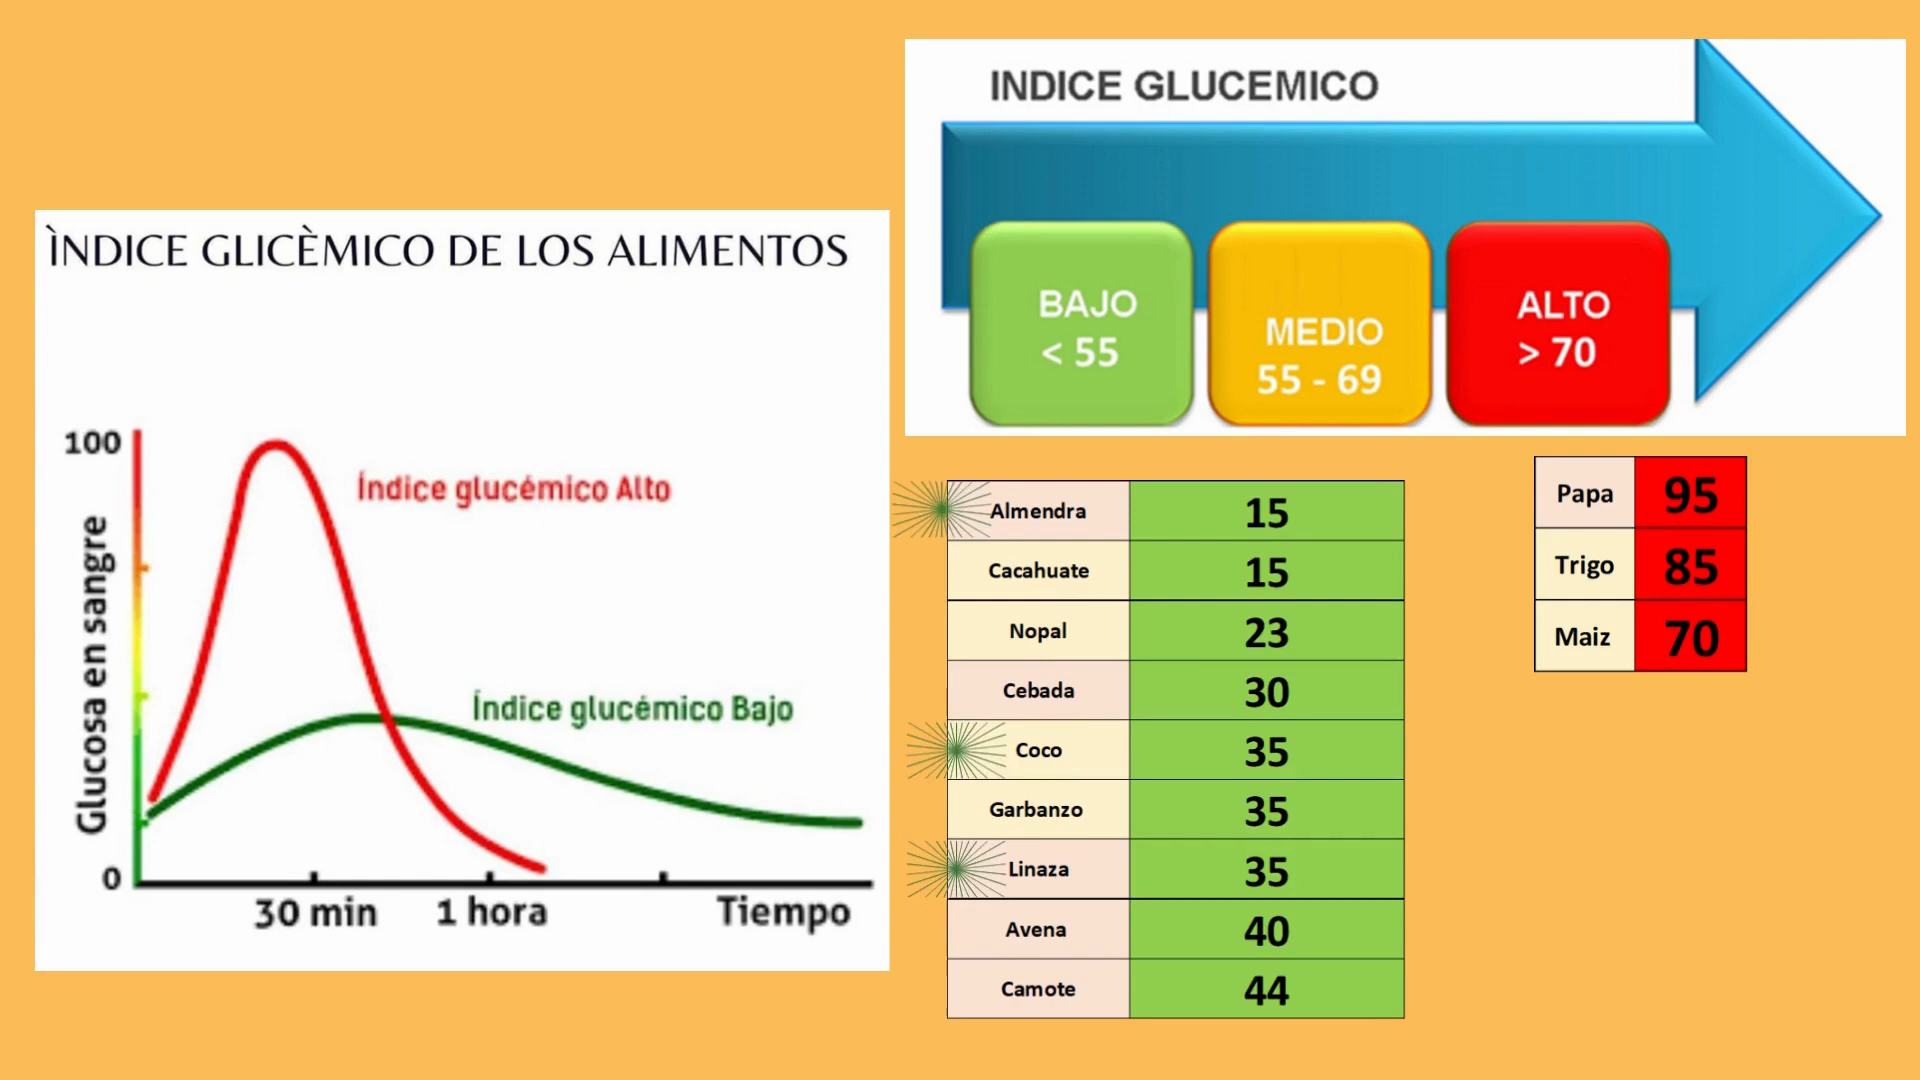 ÌNDICE GLICÈMICO DE LOS ALIMENTOS
100
Índice glucémico Alto
Índice glucémico Bajo
Glucosa en sangre
0
30 min
1 hora
Tiempo
INDICE GLUCEMICO
BAJO
< 55
MEDIO
55 - 69
ALTO
> 70
Almendra 15
Cacahuate 15
Nopal 23
Cebada 30
Coco 35
Garbanzo 35
Linaza 35
Avena 40
Camote 44
Papa 95
Trigo 85
Maiz 70